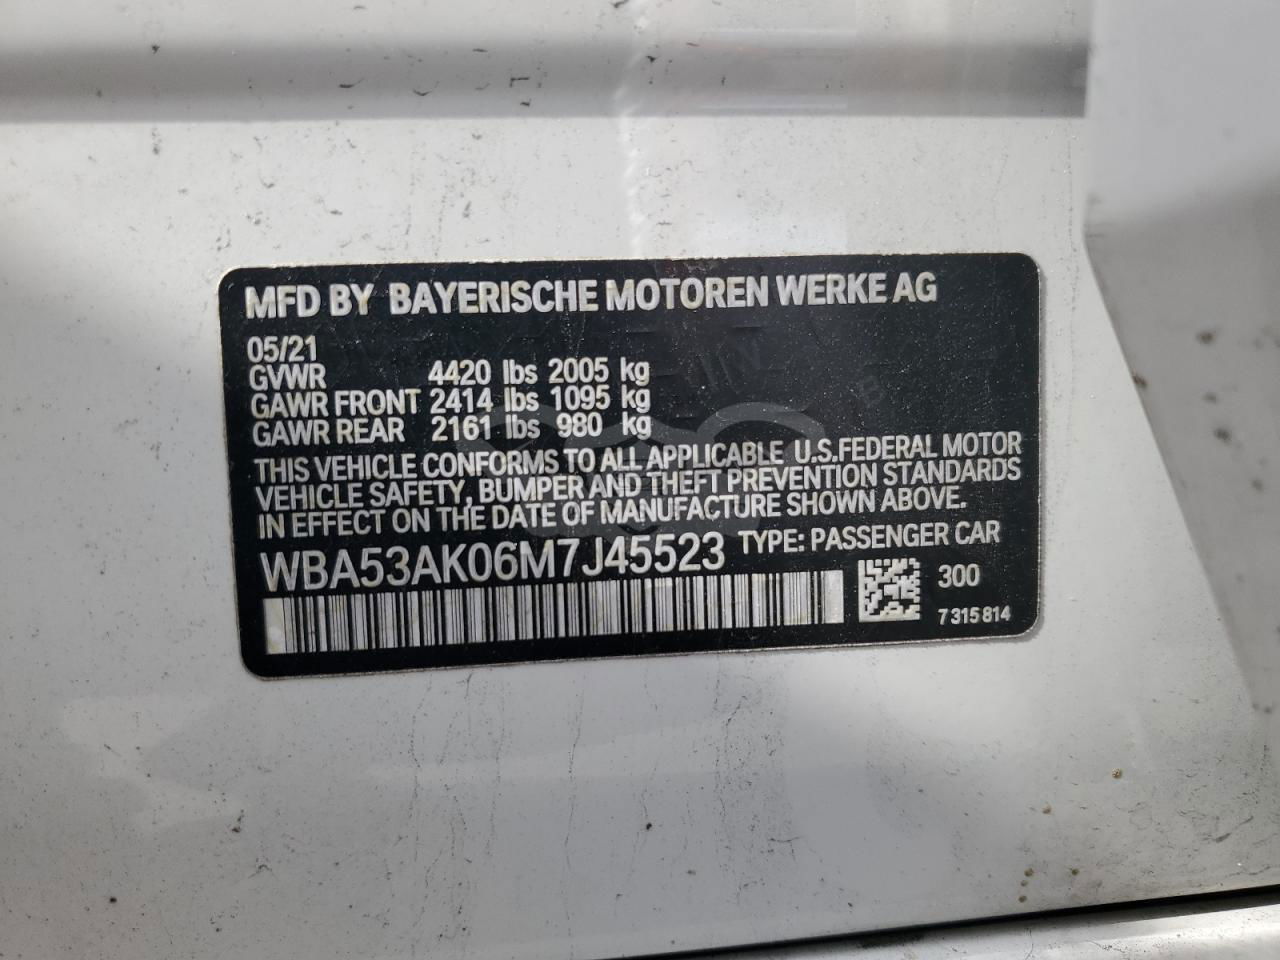 MFD BY BAYERISCHE MOTOREN WERKE AG
05/21
GVWR 4420 lbs 2005 kg
GAWR FRONT 2414 lbs 1095 kg
GAWR REAR 2161 lbs 980 kg
THIS VEHICLE CONFORMS TO ALL APPLICABLE U.S.FEDERAL MOTOR
VEHICLE SAFETY, BUMPER AND THEFT PREVENTION STANDARDS
IN EFFECT ON THE DATE OF MANUFACTURE SHOWN ABOVE.
WBA53AK06M7J45523 TYPE: PASSENGER CAR
300
7 315 814